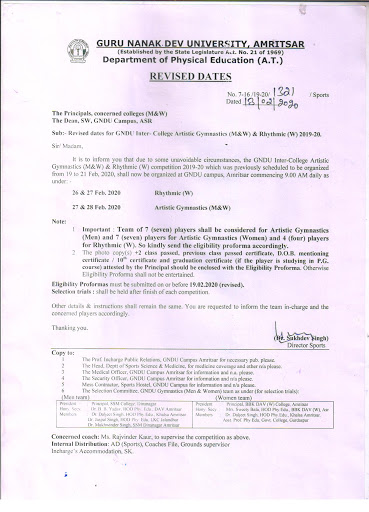 GURU NANAK DEV UNIVERSITY, AMRITSAR
(Established by the State Legislature Act. No. 21 of 1969)
Department of Physical Education (A.T.)
REVISED DATES
No. 7-16 /19-20/ 1321 / Sports
Dated 13/02/2020
The Principals, concerned colleges (M&W)
The Dean, SW, GNDU Campus, ASR
Sub:- Revised dates for GNDU Inter- College Artistic Gymnastics (M&W) & Rhythmic (W) 2019-20.
Sir/ Madam,
It is to inform you that due to some unavoidable circumstances, the GNDU Inter-College Artistic
Gymnastics (M&W) & Rhythmic (W) competition 2019-20 which was previously scheduled to be organized
from 19 to 21 Feb, 2020, shall now be organized at GNDU campus, Amritsar commencing 9.00 AM daily as
under:
26 & 27 Feb. 2020 Rhythmic (W)
27 & 28 Feb. 2020 Artistic Gymnastics (M&W)
Note:
1 Important : Team of 7 (seven) players shall be considered for Artistic Gymnastics
(Men) and 7 (seven) players for Artistic Gymnastics (Women) and 4 (four) players
for Rhythmic (W). So kindly send the eligibility proforma accordingly.
2 The photo copy(s) +2 class passed, previous class passed certificate, D.O.B. mentioning
certificate / 10th certificate and graduation certificate (if the player is studying in P.G.
course) attested by the Principal should be enclosed with the Eligibility Proforma. Otherwise
Eligibility Proforma shall not be entertained.
Eligibility Proformas must be submitted on or before 19.02.2020 (revised).
Selection trials : shall be held after finish of each competition.
Other details & instructions shall remain the same. You are requested to inform the team in-charge and the
concerned players accordingly.
Thanking you.
(Dr. Sukhdev Singh)
Director Sports
Copy to:
1 The Prof. Incharge Public Relations, GNDU Campus Amritsar for necessary pub. please.
2 The Head, Deptt of Sports Science & Medicine, for medicine coverage and other n/a please.
3 The Medical Officer, GNDU Campus Amritsar for information and n/a please.
4 The Security Officer, GNDU Campus Amritsar for information and n/a please.
5 Mess Contractor, Sports Hostel, GNDU Campus for information and n/a please.
6 The Selection Committee, GNDU Gymnastics (M&W) team as under (for selection trials):
(Men team) (Women team)
President Principal, SSM College, Dinanagar President Principal, BBK DAV (W) College, Amritsar
Hony. Secy Dr. B. B. Yadav, HOD Phy. Edu., DAV Amritsar Hony. Secy Mrs. Sweety Bala, HOD Phy. Edu., BBK DAV (W), Asr
Members Dr. Daljeet Singh, HOD Phy. Edu., Khalsa Amritsar Members Dr. Daljeet Singh, HOD Phy. Edu., Khalsa Amritsar
HOD Phy. Edu., Asst. Prof. Phy. Edu., Govt. College, Gurdaspur
Dr. Mukhwinder Singh, SSM Dinanagar Amritsar
Concerned coach: Ms. Rajvinder Kaur, to supervise the competition as above.
Internal Distribution: AD (Sports), Coaches File, Grounds supervisor
Incharge's Accommodation, SK.